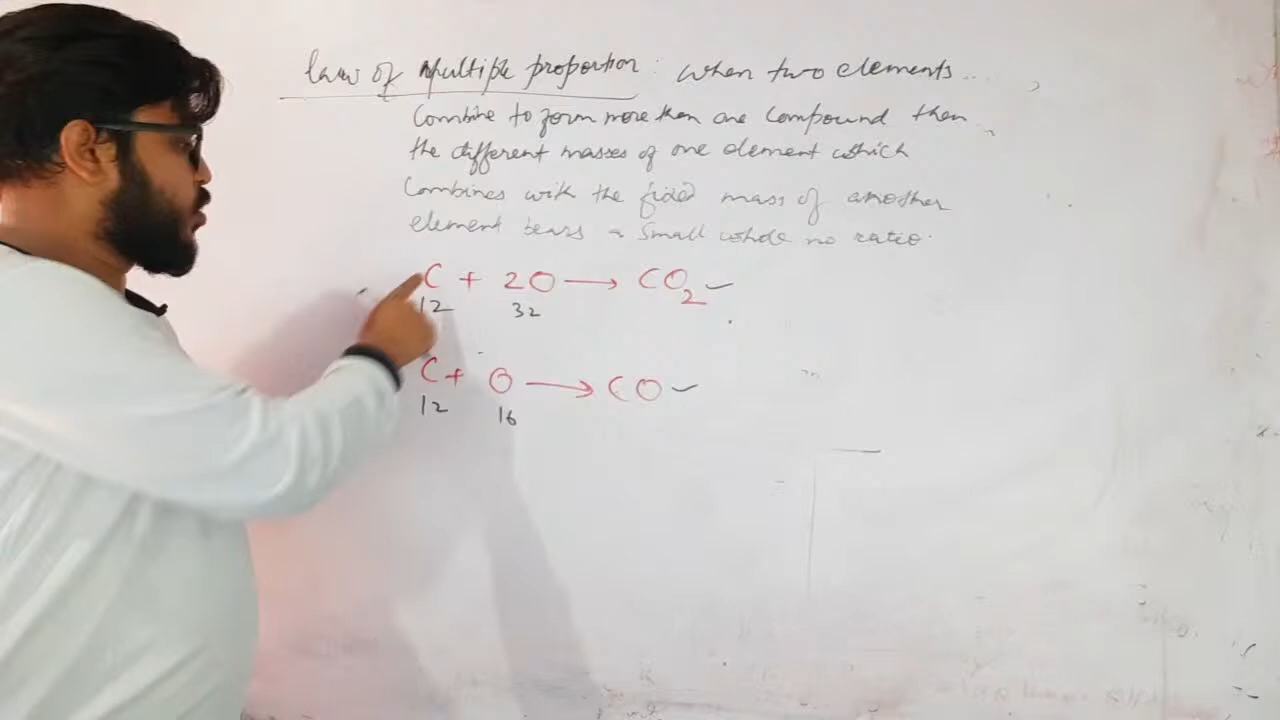 law of Multiple proportion : when two elements
Combine to form more then one Compound then
the different masses of one element which
Combines with the fixed mass of another
element bears a small whole no ratio.
C + 2O → CO2
12 32
C + O → CO
12 16